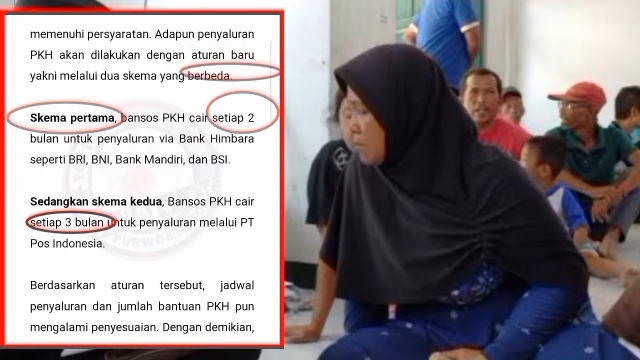 memenuhi persyaratan. Adapun penyaluran
PKH akan dilakukan dengan aturan baru
yakni melalui dua skema yang berbeda.
Skema pertama, bansos PKH cair setiap 2
bulan untuk penyaluran via Bank Himbara
seperti BRI, BNI, Bank Mandiri, dan BSI.
Sedangkan skema kedua, Bansos PKH cair
setiap 3 bulan untuk penyaluran melalui PT
Pos Indonesia.
Berdasarkan aturan tersebut, jadwal
penyaluran dan jumlah bantuan PKH pun
mengalami penyesuaian. Dengan demikian,